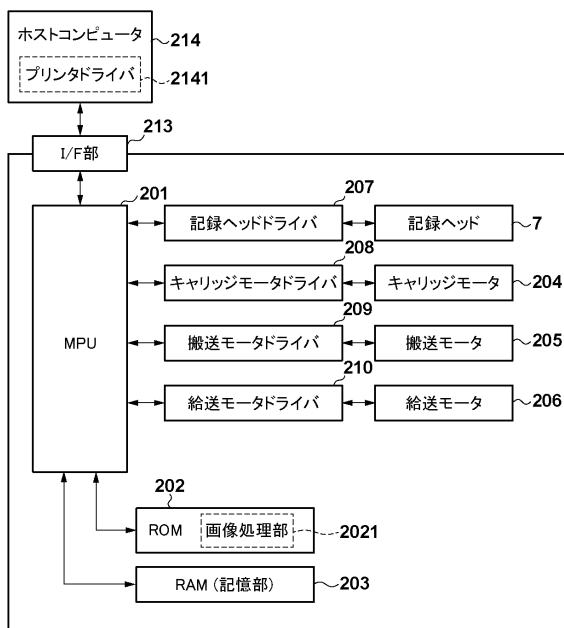 ホストコンピュータ
214
プリンタドライバ
2141
213
I/F部
201
207
MPU
記録ヘッドドライバ
記録ヘッド
7
208
キャリッジモータドライバ
キャリッジモータ
204
209
搬送モータドライバ
搬送モータ
205
210
給送モータドライバ
給送モータ
206
202
ROM
画像処理部
2021
RAM (記憶部)
203